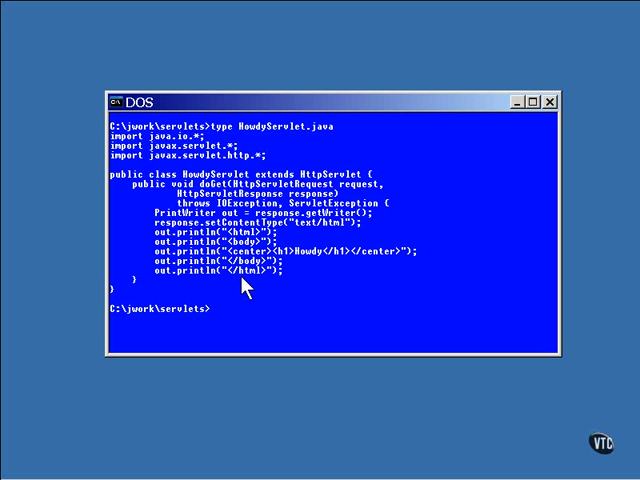 DOS
C:\jwork\servlets>type HowdyServlet.java
import java.io.*;
import javax.servlet.*;
import javax.servlet.http.*;
public class HowdyServlet extends HttpServlet {
public void doGet(HttpServletRequest request,
HttpServletResponse response)
throws IOException, ServletException {
PrintWriter out = response.getWriter();
response.setContentType("text/html");
out.println("<html>");
out.println("<body>");
out.println("<center><h1>Howdy</h1></center>");
out.println("</body>");
out.println("</html>");
}
}
C:\jwork\servlets>
VTC